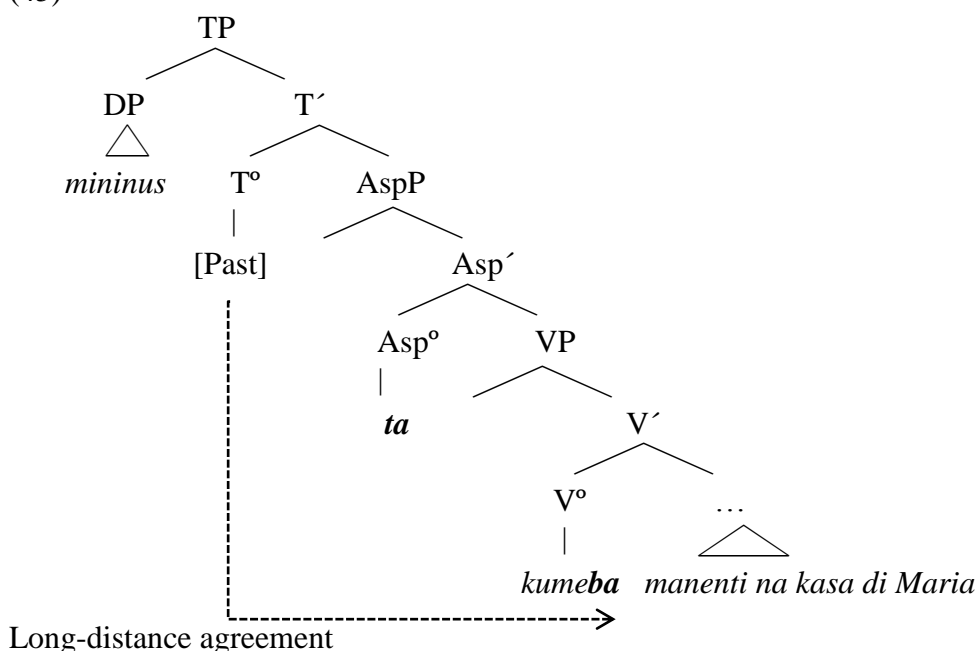 TP
DP T´
mininus Tº AspP
[Past] Asp´
Aspº VP
ta V´
Vº …
kumeba manenti na kasa di Maria
Long-distance agreement